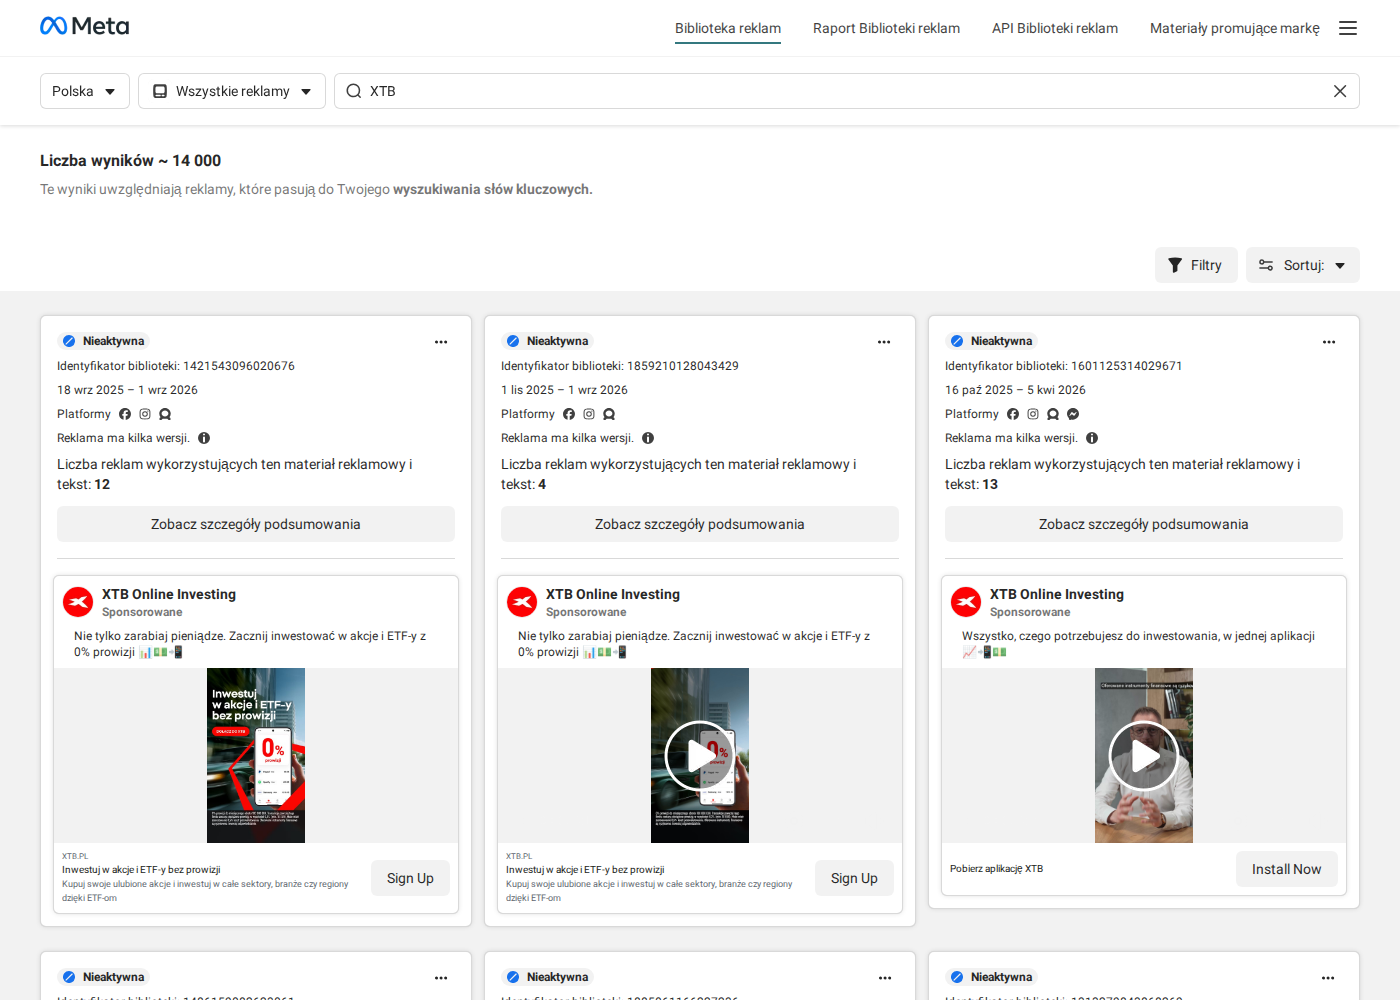 Meta
Biblioteka reklam
Raport Biblioteki reklam
API Biblioteki reklam
Materiały promujące markę
Polska
Wszystkie reklamy
XTB
Liczba wyników ~ 14 000
Te wyniki uwzględniają reklamy, które pasują do Twojego wyszukiwania słów kluczowych.
Filtry
Sortuj:
Nieaktywna
Identyfikator biblioteki: 1421543096020676
18 wrz 2025 – 1 wrz 2026
Platformy
Reklama ma kilka wersji.
Liczba reklam wykorzystujących ten materiał reklamowy i
tekst: 12
Zobacz szczegóły podsumowania
XTB Online Investing
Sponsorowane
Nie tylko zarabiaj pieniądze. Zacznij inwestować w akcje i ETF-y z
0% prowizji 📊💵📲
Inwestuj
w akcje i ETF-y
bez prowizji
0%
prowizji
XTB.PL
Inwestuj w akcje i ETF-y bez prowizji
Kupuj swoje ulubione akcje i inwestuj w całe sektory, branże czy regiony
dzięki ETF-om
Sign Up
Nieaktywna
Identyfikator biblioteki: 1859210128043429
1 lis 2025 – 1 wrz 2026
Platformy
Reklama ma kilka wersji.
Liczba reklam wykorzystujących ten materiał reklamowy i
tekst: 4
Zobacz szczegóły podsumowania
XTB Online Investing
Sponsorowane
Nie tylko zarabiaj pieniądze. Zacznij inwestować w akcje i ETF-y z
0% prowizji 📊💵📲
XTB.PL
Inwestuj w akcje i ETF-y bez prowizji
Kupuj swoje ulubione akcje i inwestuj w całe sektory, branże czy regiony
dzięki ETF-om
Sign Up
Nieaktywna
Identyfikator biblioteki: 1601125314029671
16 paź 2025 – 5 kwi 2026
Platformy
Reklama ma kilka wersji.
Liczba reklam wykorzystujących ten materiał reklamowy i
tekst: 13
Zobacz szczegóły podsumowania
XTB Online Investing
Sponsorowane
Wszystko, czego potrzebujesz do inwestowania, w jednej aplikacji
📈📲💵
Oferowane instrumenty finansowe są
Pobierz aplikację XTB
Install Now
Nieaktywna
Nieaktywna
Nieaktywna